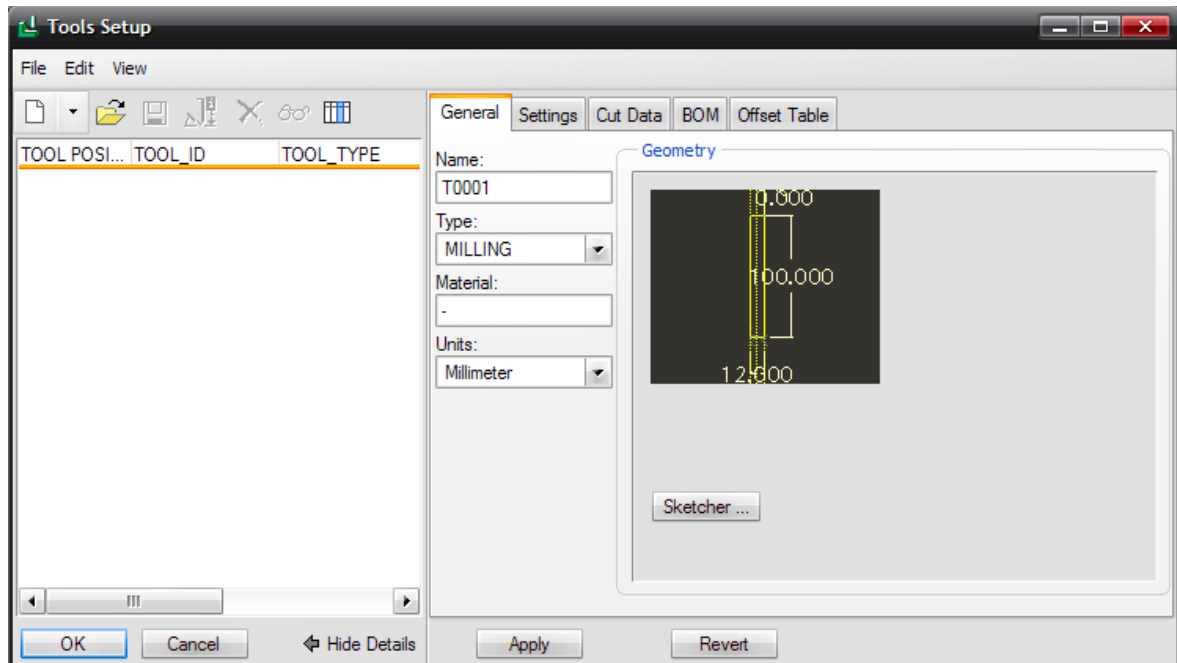 Tools Setup
File Edit View
General Settings Cut Data BOM Offset Table
TOOL POSI... TOOL_ID TOOL_TYPE
Name:
T0001
Type:
MILLING
Material:
-
Units:
Millimeter
Geometry
0.000
100.000
12.000
Sketcher ...
OK Cancel Hide Details Apply Revert